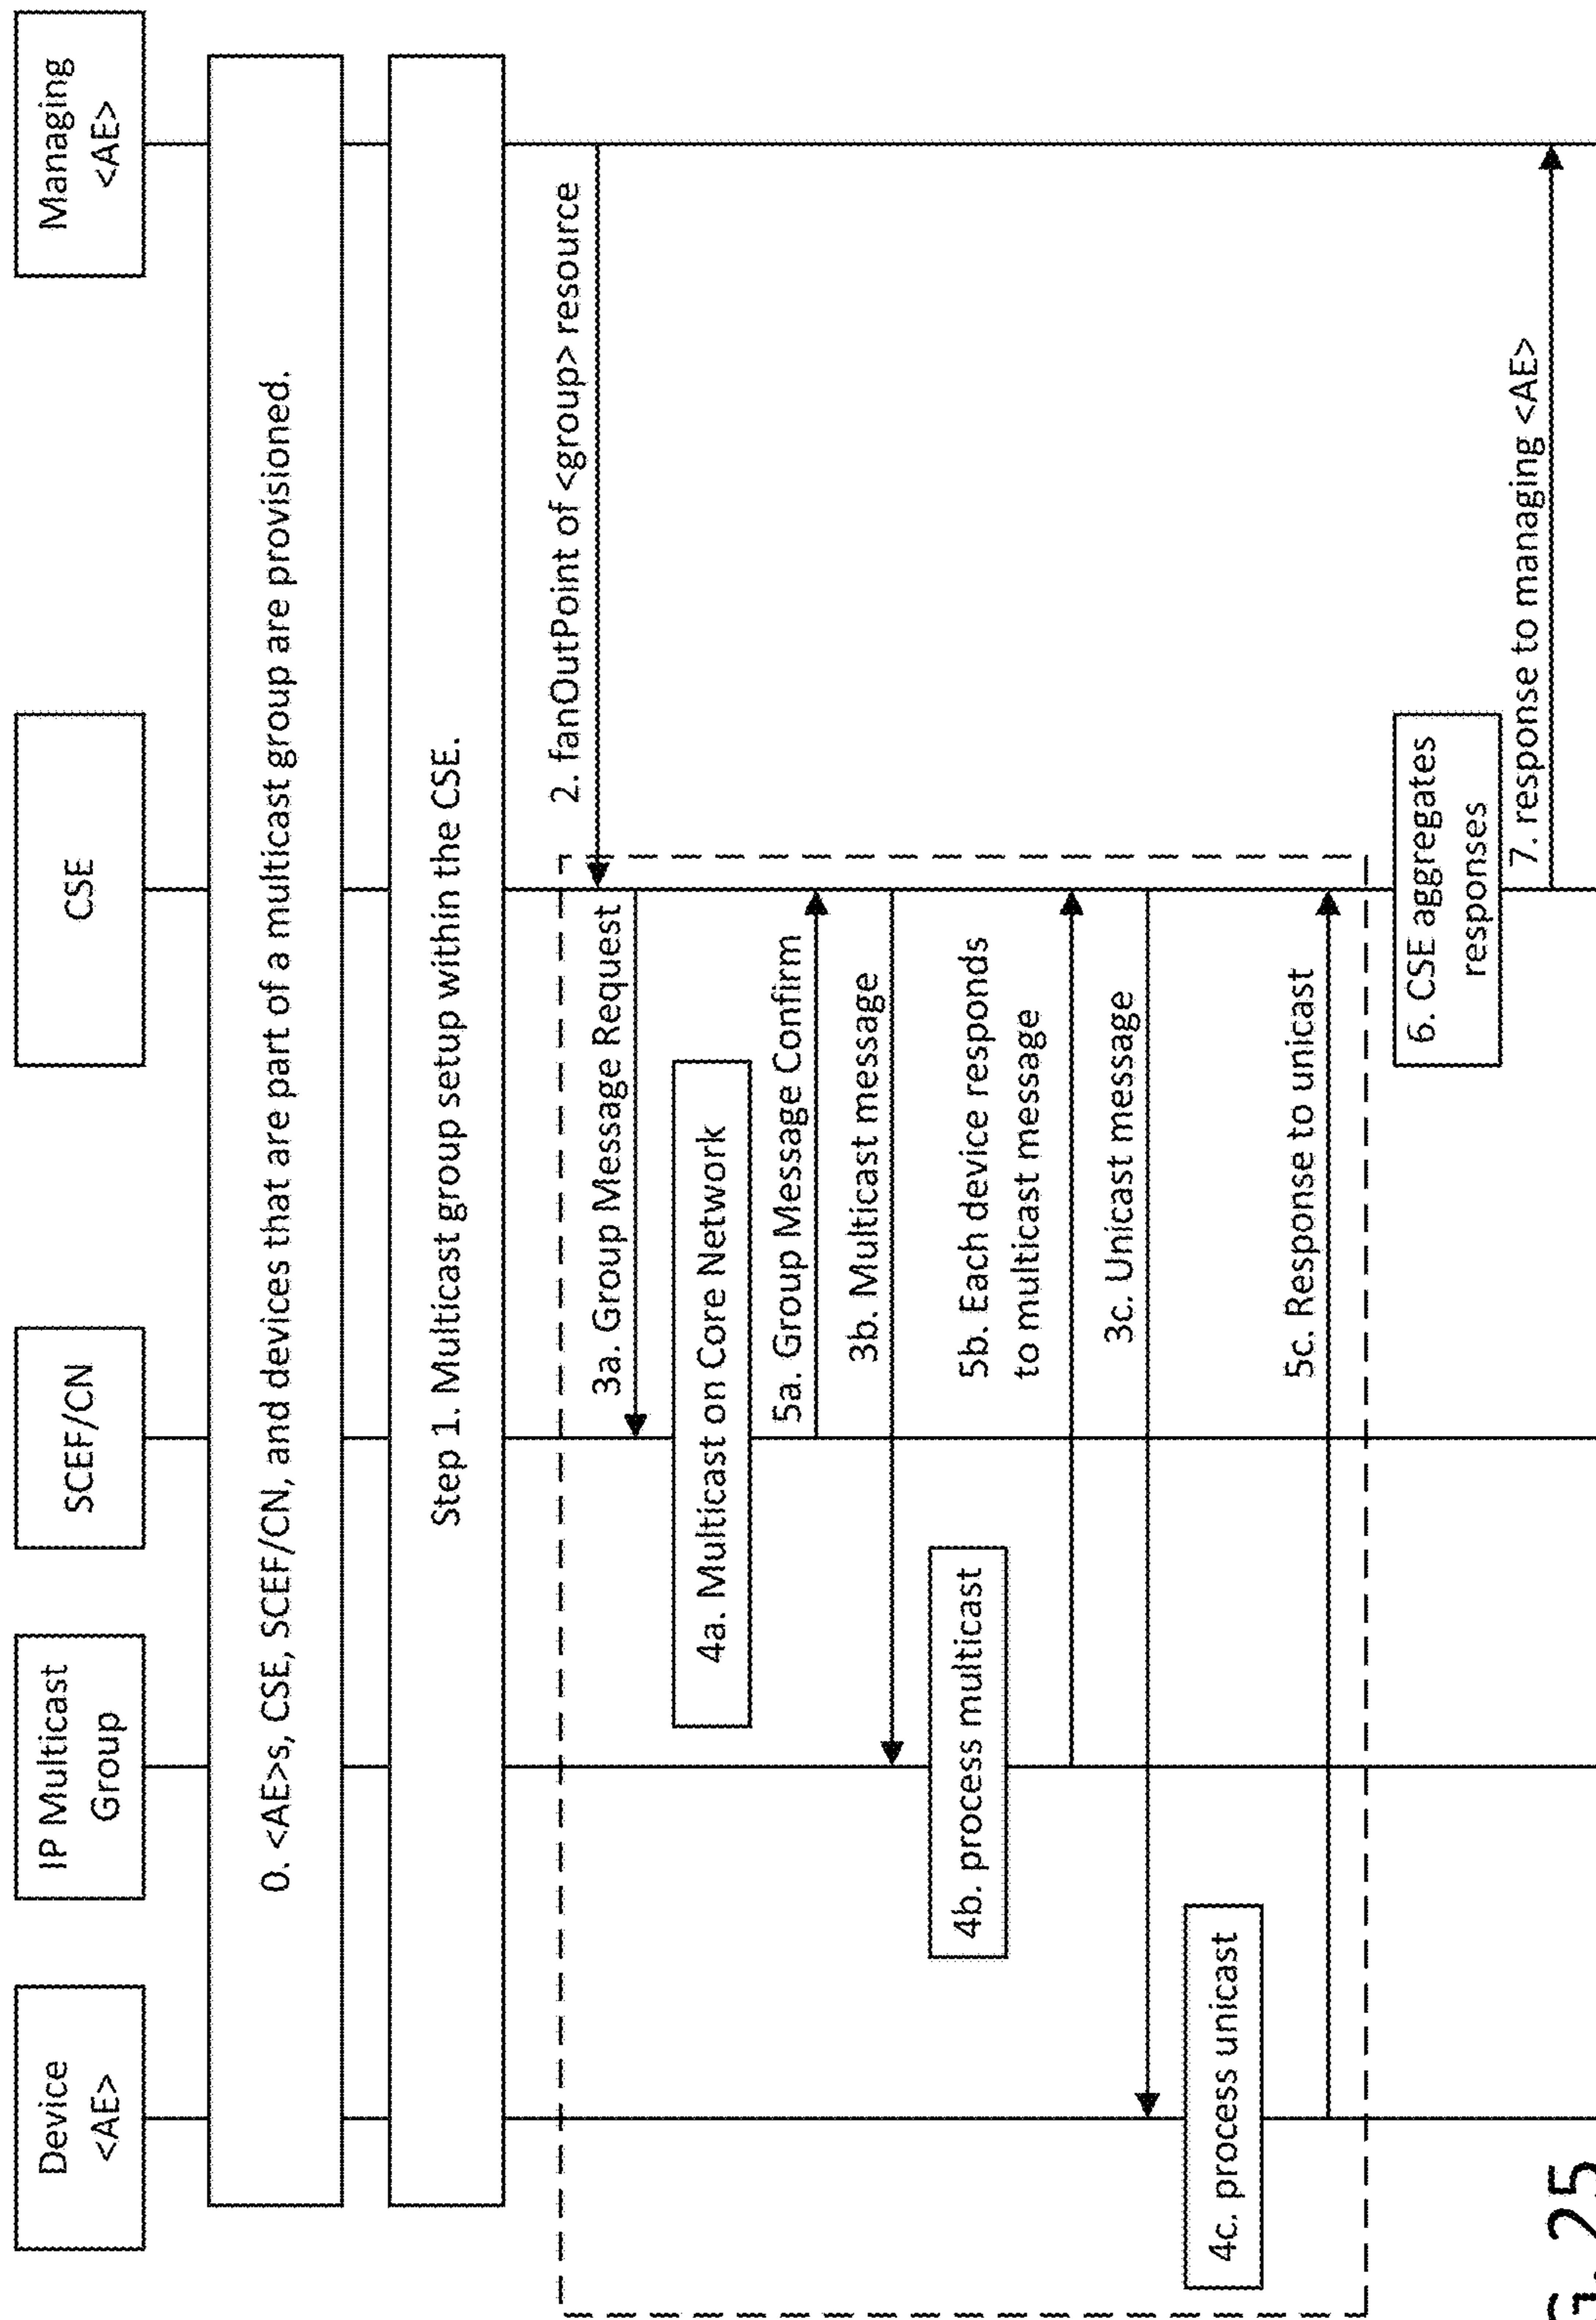 Device
<AE>
IP Multicast
Group
SCEF/CN
CSE
Managing
<AE>
0. <AE>s, CSE, SCEF/CN, and devices that are part of a multicast group are provisioned.
Step 1. Multicast group setup within the CSE.
2. fanOutPoint of <group> resource
3a. Group Message Request
4a. Multicast on Core Network
5a. Group Message Confirm
3b. Multicast message
4b. process multicast
5b. Each device responds
to multicast message
3c. Unicast message
4c. process unicast
5c. Response to unicast
6. CSE aggregates
responses
7. response to managing <AE>
G. 25